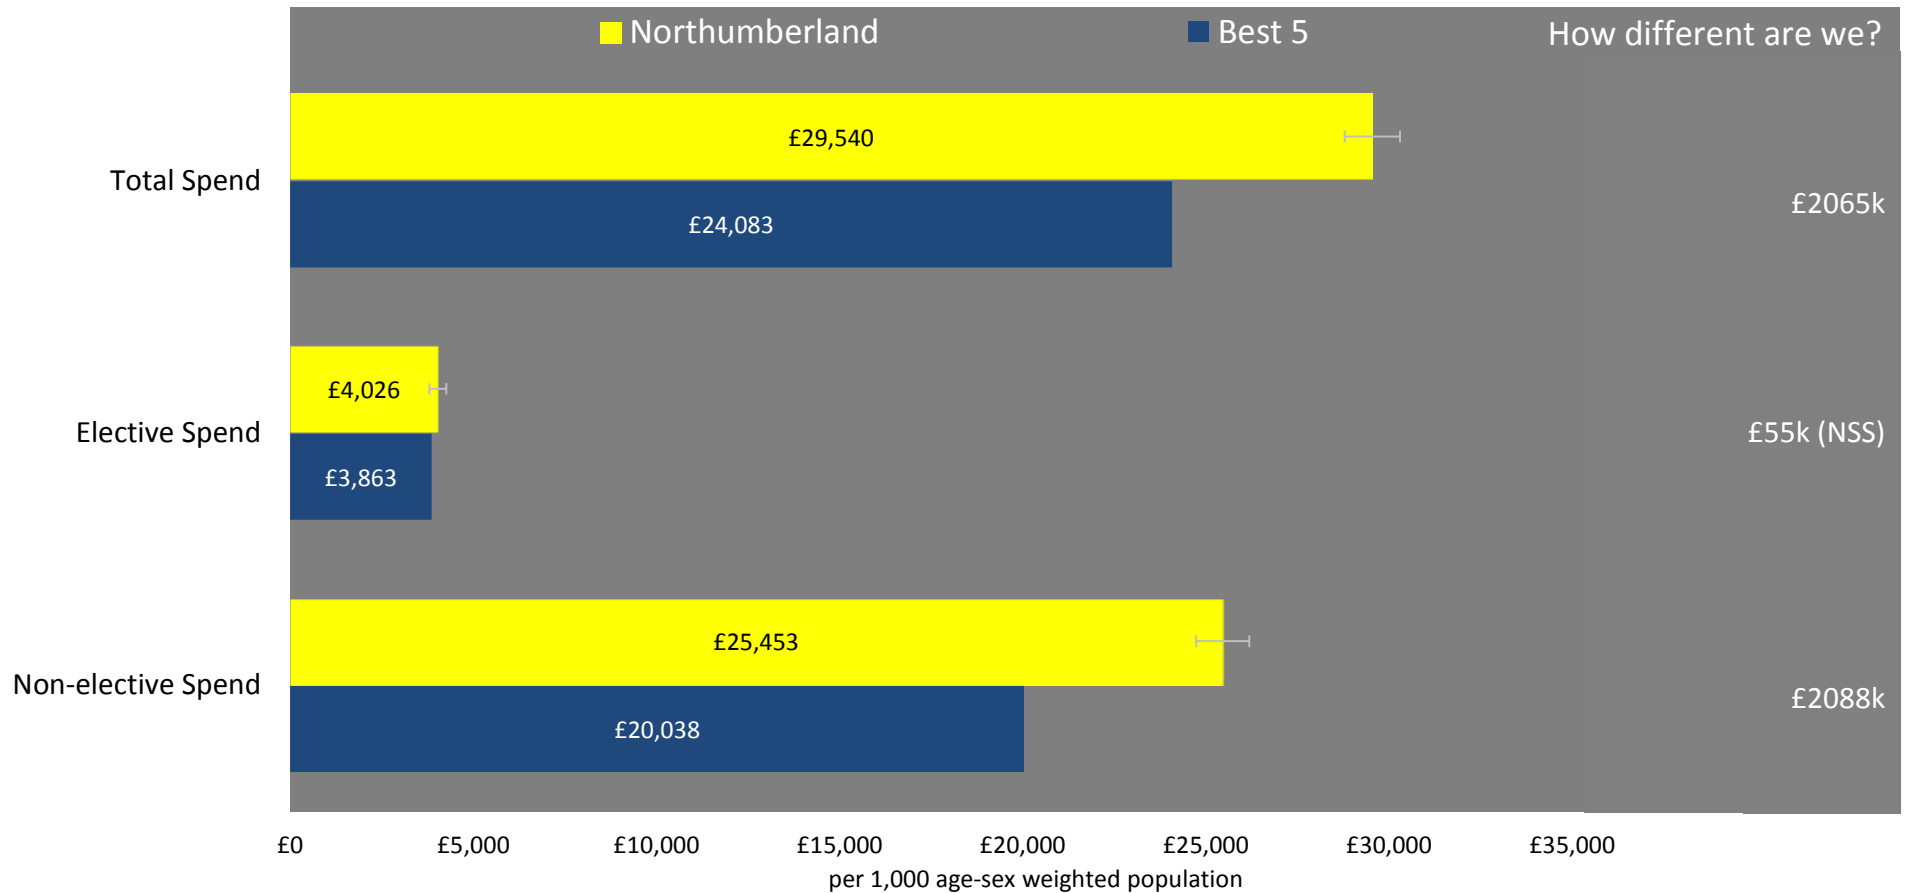 Northumberland
Best 5
How different are we?
Total Spend
£29,540
£24,083
£2065k
Elective Spend
£4,026
£3,863
£55k (NSS)
Non-elective Spend
£25,453
£20,038
£2088k
£0 £5,000 £10,000 £15,000 £20,000 £25,000 £30,000 £35,000
per 1,000 age-sex weighted population